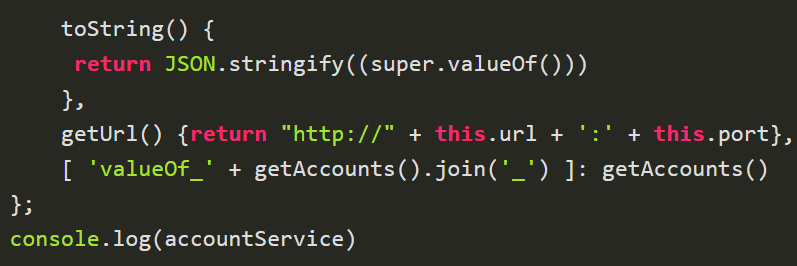 toString() {
return JSON.stringify((super.valueOf()))
},
getUrl() {return "http://" + this.url + ':' + this.port},
[ 'valueOf_' + getAccounts().join('_') ]: getAccounts()
};
console.log(accountService)